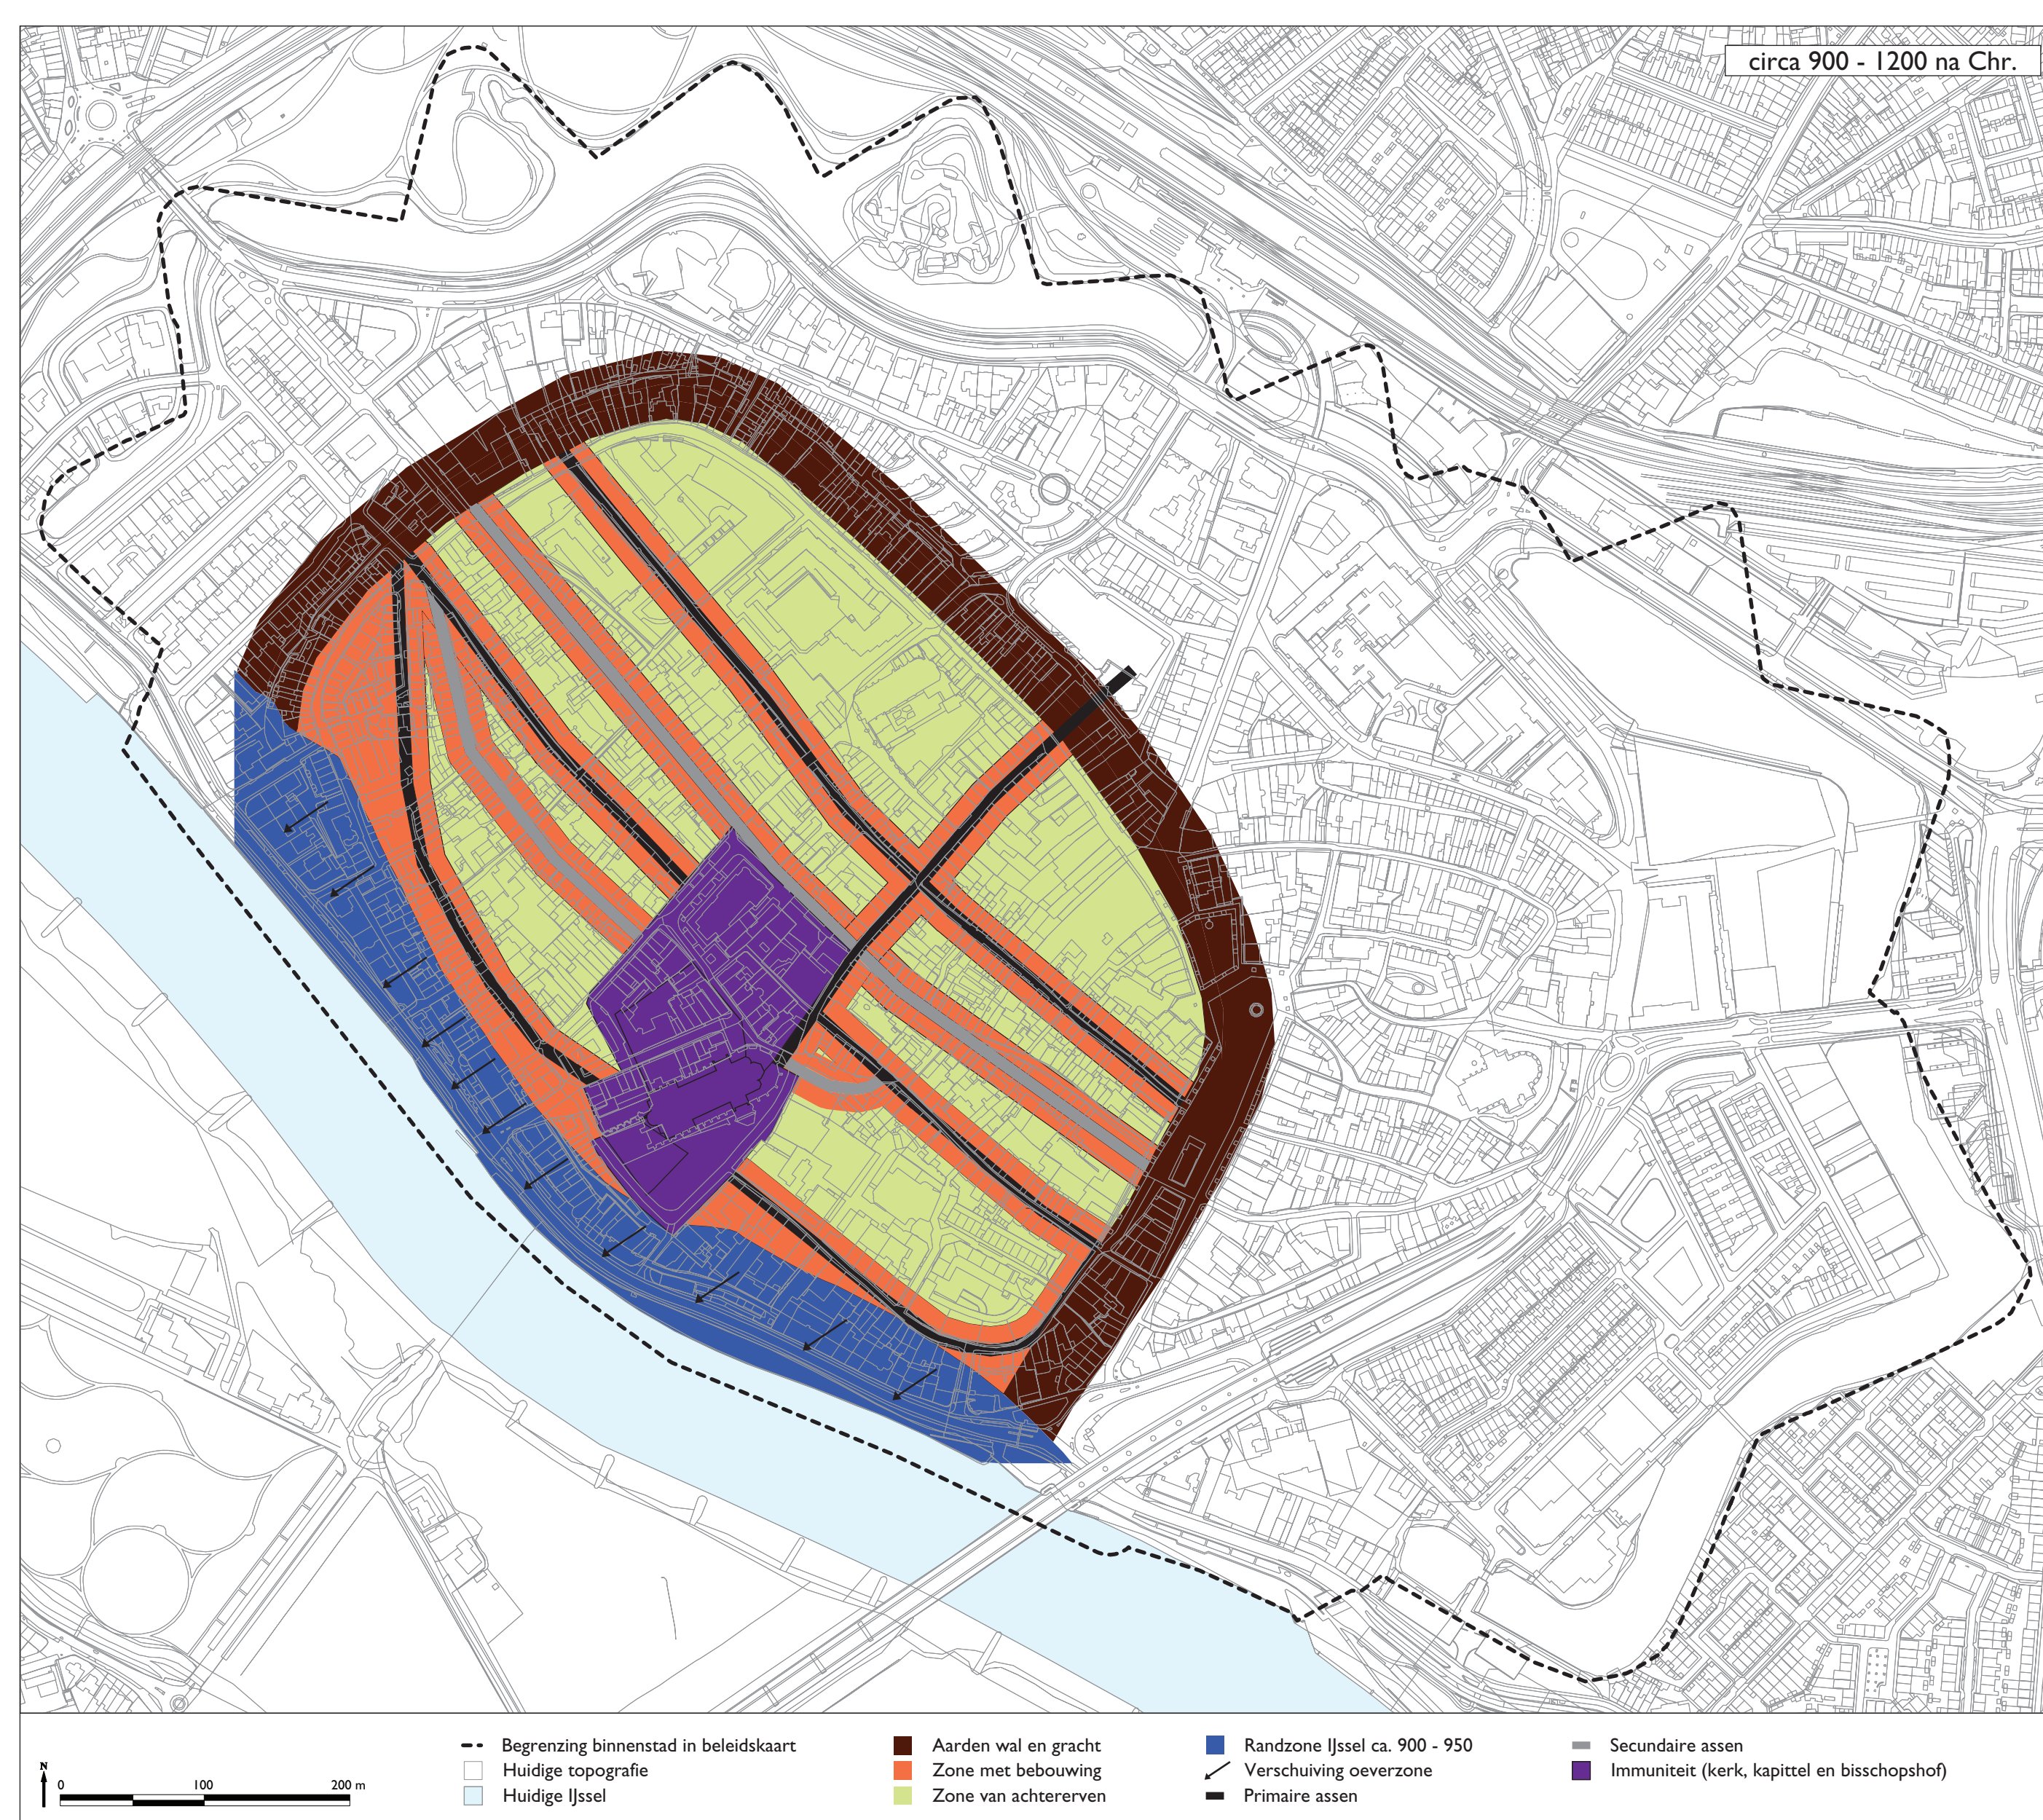 circa 900 - 1200 na Chr.
N
0 100 200 m
Begrenzing binnenstad in beleidskaart
Huidige topografie
Huidige IJssel
Aarden wal en gracht
Zone met bebouwing
Zone van achtererven
Randzone IJssel ca. 900 - 950
Verschuiving oeverzone
Primaire assen
Secundaire assen
Immuniteit (kerk, kapittel en bisschopshof)